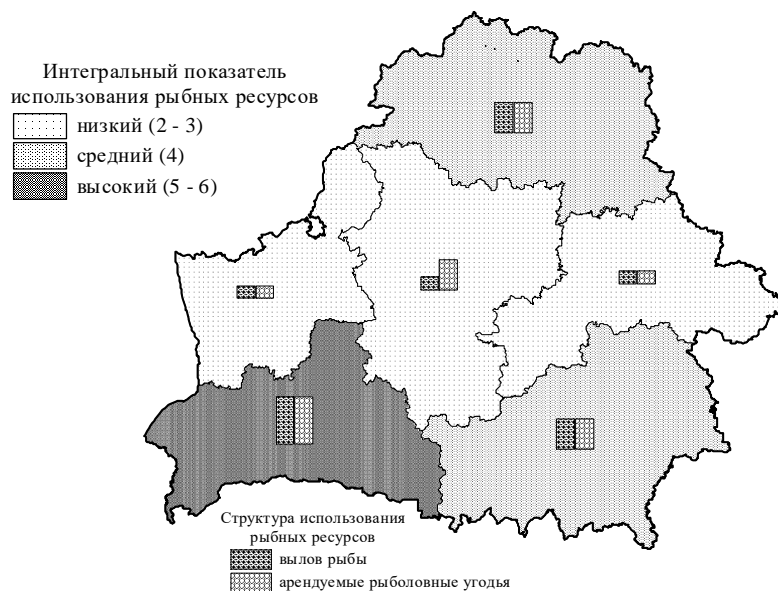 Интегральный показатель
использования рыбных ресурсов
низкий (2 - 3)
средний (4)
высокий (5 - 6)
Структура использования
рыбных ресурсов
вылов рыбы
арендуемые рыболовные угодья